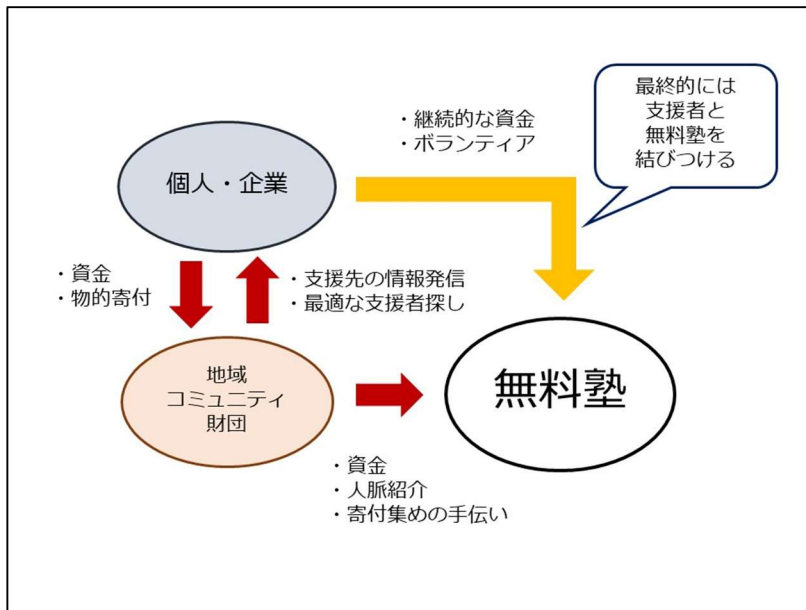 最終的には
支援者と
無料塾を
結びつける
・継続的な資金
・ボランティア
個人・企業
・資金
・物的寄付
・支援先の情報発信
・最適な支援者探し
地域
コミュニティ
財団
無料塾
・資金
・人脈紹介
・寄付集めの手伝い